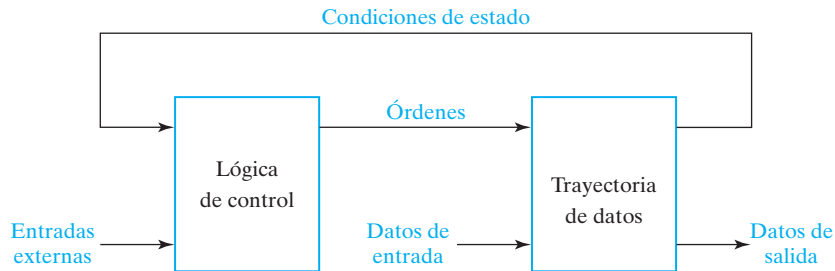 Condiciones de estado
Órdenes
Lógica
de control
Trayectoria
de datos
Entradas
externas
Datos de
entrada
Datos de
salida